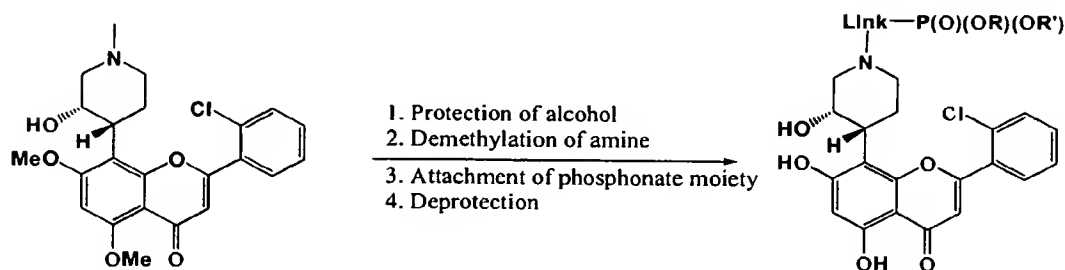 Link—P(O)(OR)(OR')
N
N
HO
H
Cl
MeO
O
OMe
O
1. Protection of alcohol
2. Demethylation of amine
3. Attachment of phosphonate moiety
4. Deprotection
HO
H
Cl
HO
O
OH
O